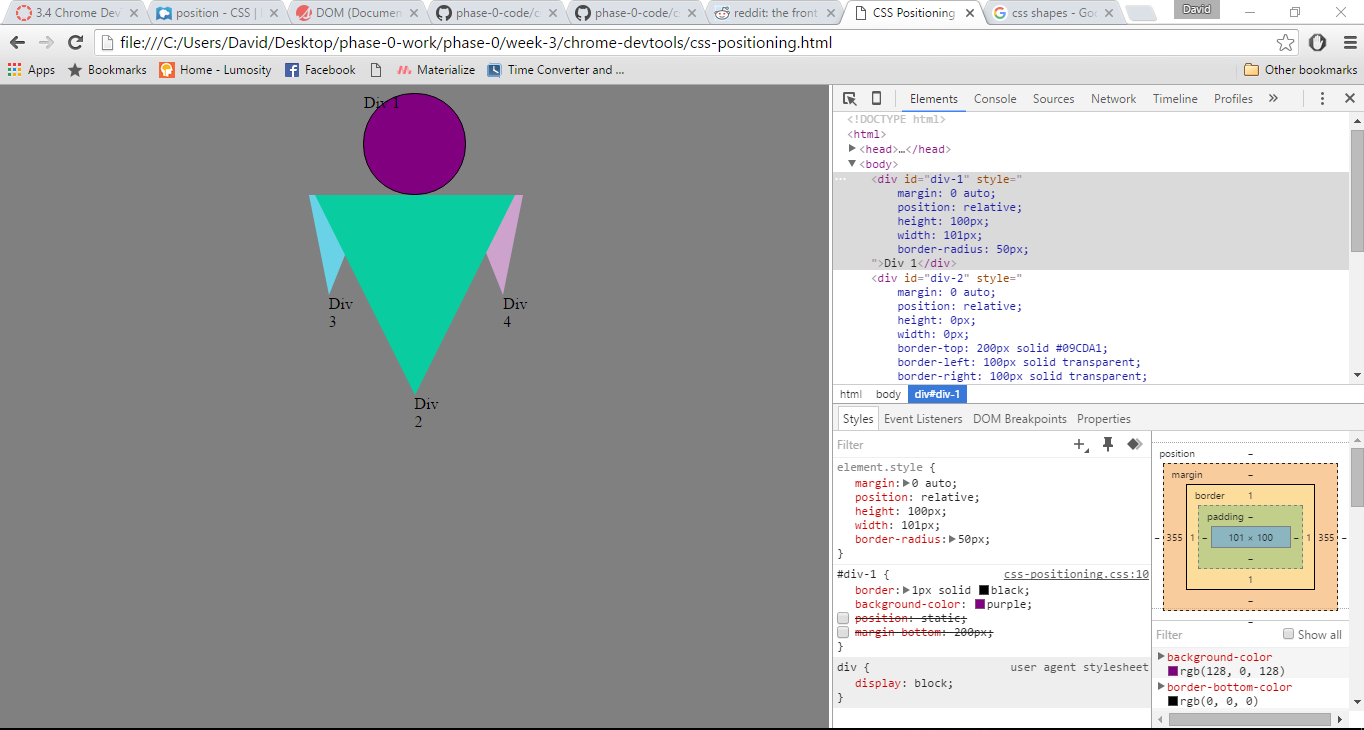 3.4 Chrome Dev
position - CSS |
DOM (Documen
phase-0-code/cs
phase-0-code/cs
reddit: the front
CSS Positioning
css shapes - Goo
David
file:///C:/Users/David/Desktop/phase-0-work/phase-0/week-3/chrome-devtools/css-positioning.html
Apps Bookmarks Home - Lumosity Facebook Materialize Time Converter and ... Other bookmarks
Div 1
Div
3
Div
4
Div
2
Elements Console Sources Network Timeline Profiles »
<!DOCTYPE html>
<html>
<head>…</head>
<body>
<div id="div-1" style="
margin: 0 auto;
position: relative;
height: 100px;
width: 101px;
border-radius: 50px;
">Div 1</div>
<div id="div-2" style="
margin: 0 auto;
position: relative;
height: 0px;
width: 0px;
border-top: 200px solid #09CDA1;
border-left: 100px solid transparent;
border-right: 100px solid transparent;
html body div#div-1
Styles Event Listeners DOM Breakpoints Properties
Filter
element.style {
margin: 0 auto;
position: relative;
height: 100px;
width: 101px;
border-radius: 50px;
}
#div-1 { css-positioning.css:10
border: 1px solid black;
background-color: purple;
position: static;
margin-bottom: 200px;
}
div { user agent stylesheet
display: block;
}
position –
margin –
border 1
padding –
– 355 1 – 101 × 100 – 1 355 –
–
1
–
–
Filter Show all
background-color
rgb(128, 0, 128)
border-bottom-color
rgb(0, 0, 0)